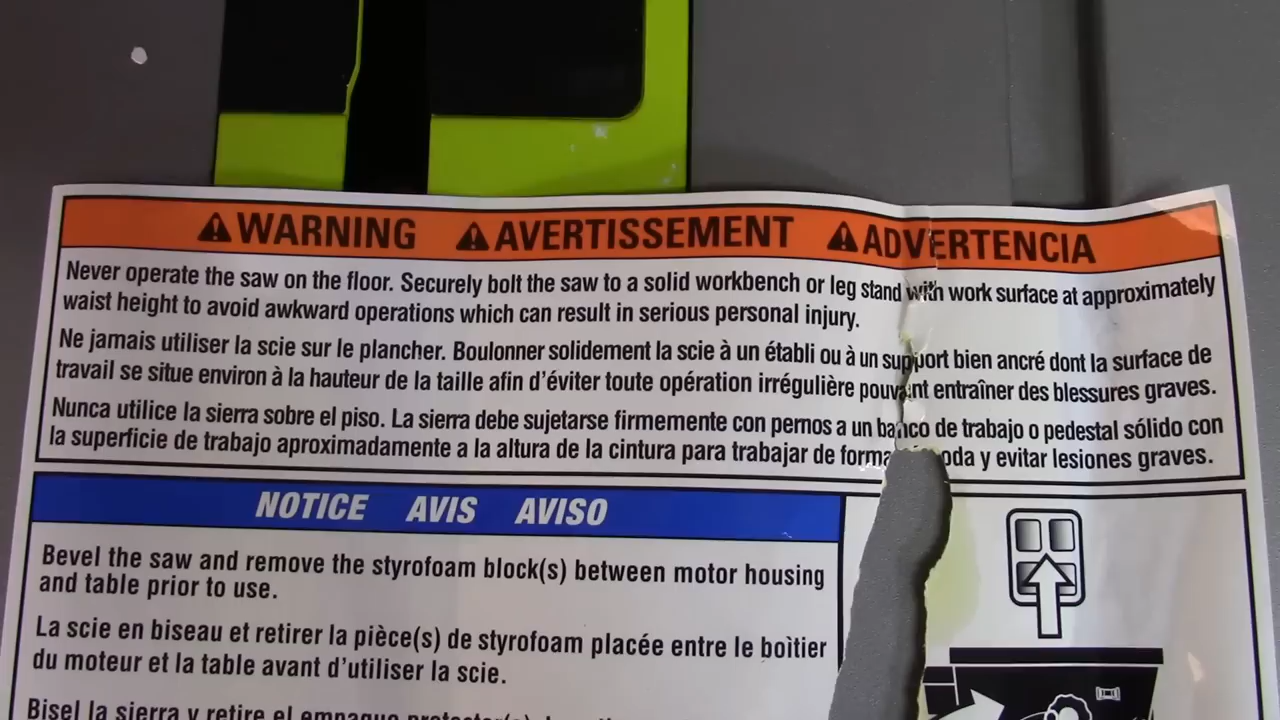 WARNING AVERTISSEMENT ADVERTENCIA
Never operate the saw on the floor. Securely bolt the saw to a solid workbench or leg stand with work surface at approximately
waist height to avoid awkward operations which can result in serious personal injury.
Ne jamais utiliser la scie sur le plancher. Boulonner solidement la scie à un établi ou à un support bien ancré dont la surface de
travail se situe environ à la hauteur de la taille afin d'éviter toute opération irrégulière pouvant entraîner des blessures graves.
Nunca utilice la sierra sobre el piso. La sierra debe sujetarse firmemente con pernos a un banco de trabajo o pedestal sólido con
la superficie de trabajo aproximadamente a la altura de la cintura para trabajar de forma y evitar lesiones graves.
NOTICE AVIS AVISO
Bevel the saw and remove the styrofoam block(s) between motor housing
and table prior to use.
La scie en biseau et retirer la pièce(s) de styrofoam placée entre le boìtier
du moteur et la table avant d'utiliser la scie.
Bisel la sierra y retire el empaque